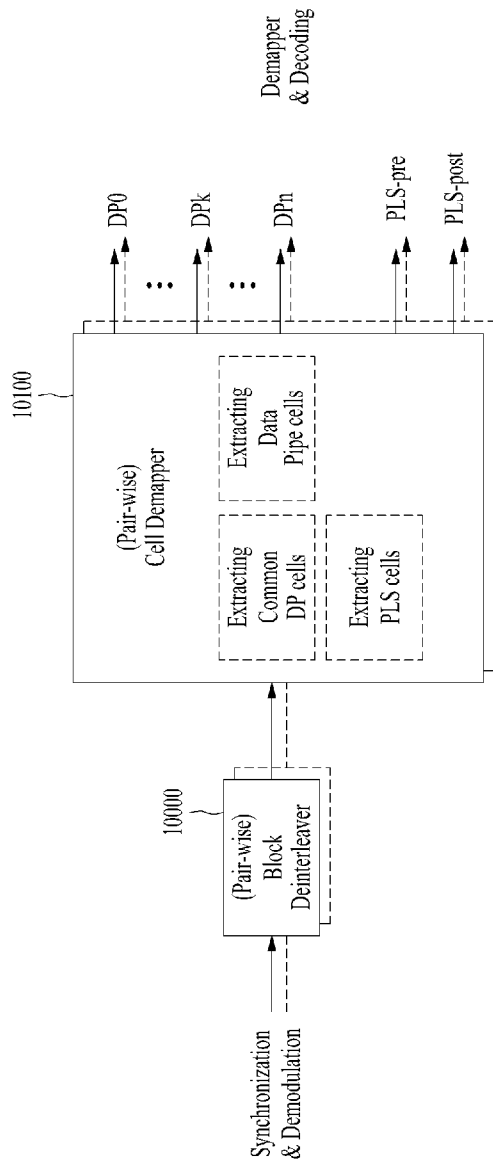 Synchronization
& Demodulation
10000
(Pair-wise)
Block
Deinterleaver
10100
(Pair-wise)
Cell Demapper
Extracting
Common
DP cells
Extracting
Data
Pipe cells
Extracting
PLS cells
DP0
DPk
DPn
PLS-pre
PLS-post
Demapper
& Decoding